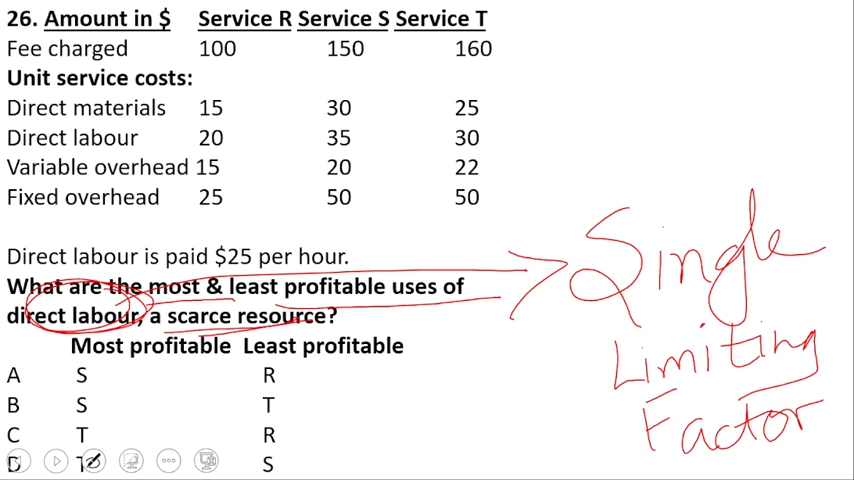 26. Amount in $ Service R Service S Service T
Fee charged 100 150 160
Unit service costs:
Direct materials 15 30 25
Direct labour 20 35 30
Variable overhead 15 20 22
Fixed overhead 25 50 50
Direct labour is paid $25 per hour.
What are the most & least profitable uses of
direct labour, a scarce resource?
Most profitable Least profitable
A S R
B S T
C T R
D T S
Single
Limiting
Factor